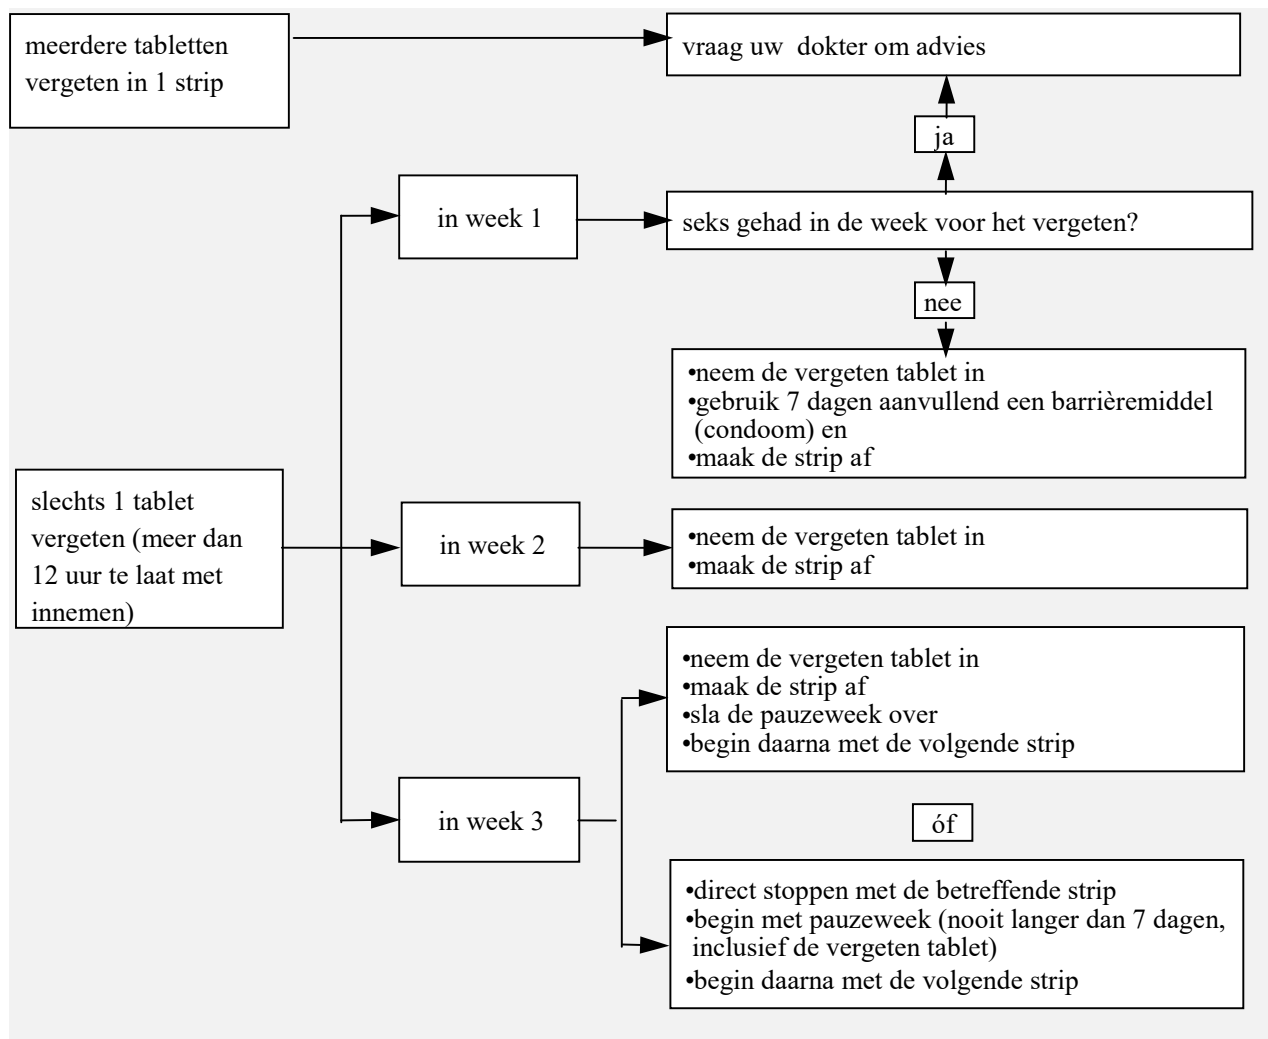 meerdere tabletten
vergeten in 1 strip
vraag uw  dokter om advies
ja
in week 1
seks gehad in de week voor het vergeten?
nee
•neem de vergeten tablet in
•gebruik 7 dagen aanvullend een barrièremiddel
(condoom) en
•maak de strip af
slechts 1 tablet
vergeten (meer dan
12 uur te laat met
innemen)
in week 2
•neem de vergeten tablet in
•maak de strip af
•neem de vergeten tablet in
•maak de strip af
•sla de pauzeweek over
•begin daarna met de volgende strip
in week 3
óf
•direct stoppen met de betreffende strip
•begin met pauzeweek (nooit langer dan 7 dagen,
inclusief de vergeten tablet)
•begin daarna met de volgende strip